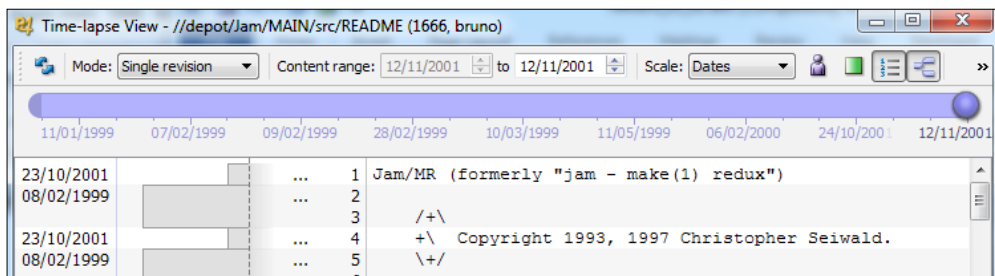 Time-lapse View - //depot/Jam/MAIN/src/README (1666, bruno)
Mode: Single revision Content range: 12/11/2001 to 12/11/2001 Scale: Dates »
11/01/1999 07/02/1999 09/02/1999 28/02/1999 10/03/1999 11/05/1999 06/02/2000 24/10/2001 12/11/2001
23/10/2001 ... 1 Jam/MR (formerly "jam - make(1) redux")
08/02/1999 ... 2
3 /+\
23/10/2001 ... 4 +\ Copyright 1993, 1997 Christopher Seiwald.
08/02/1999 ... 5 \+/